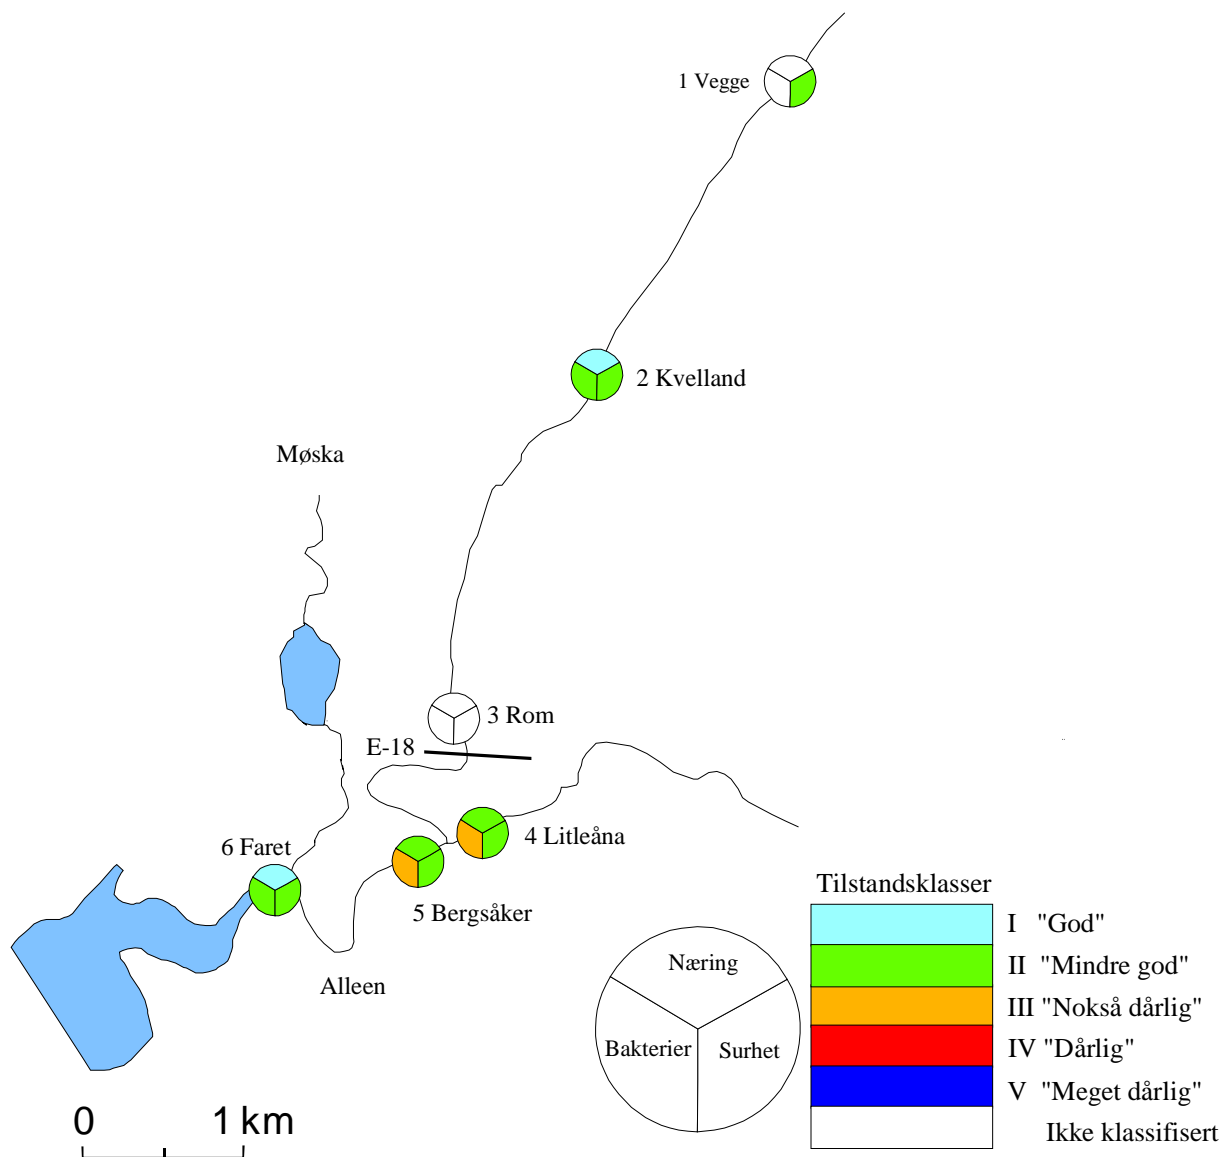 1 Vegge
2 Kvelland
Møska
3 Rom
E-18
4 Litleåna
6 Faret
5 Bergsåker
Alleen
Tilstandsklasser
I "God"
II "Mindre god"
III "Nokså dårlig"
IV "Dårlig"
V "Meget dårlig"
Ikke klassifisert
Næring
Bakterier
Surhet
0 1 km